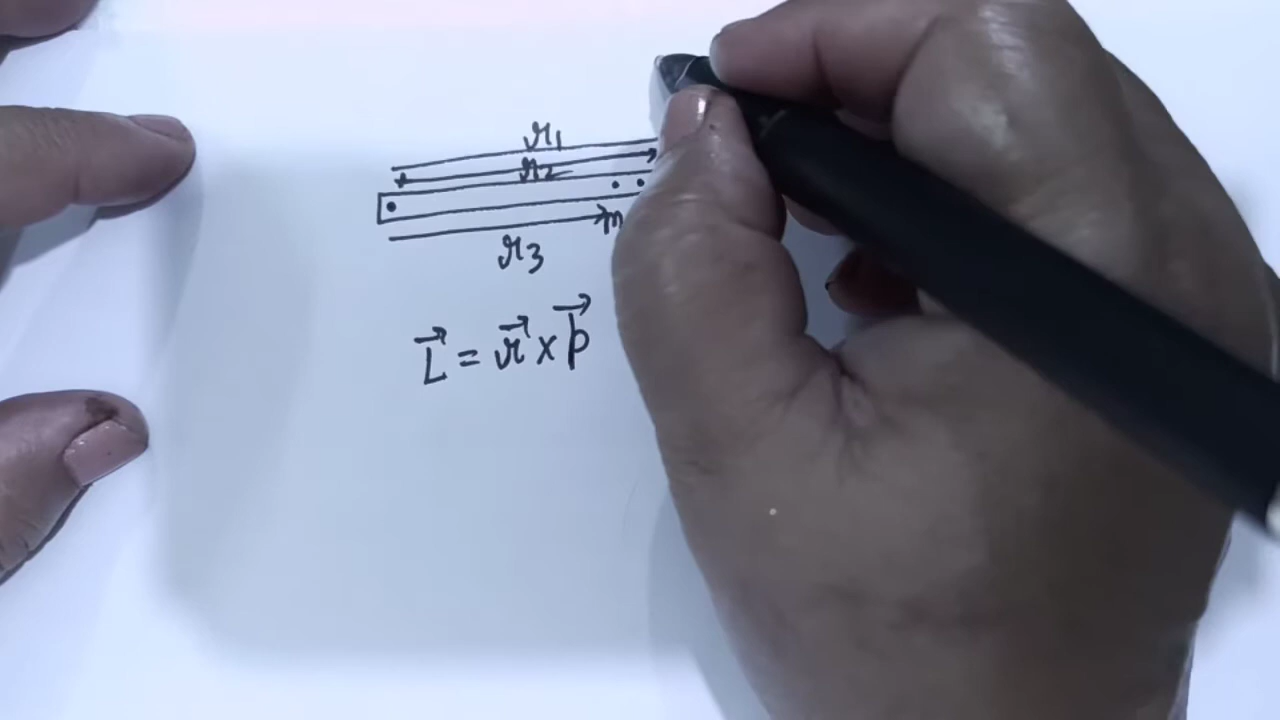 r₁
r₂
m
r₃
L⃗ = r⃗ × p⃗